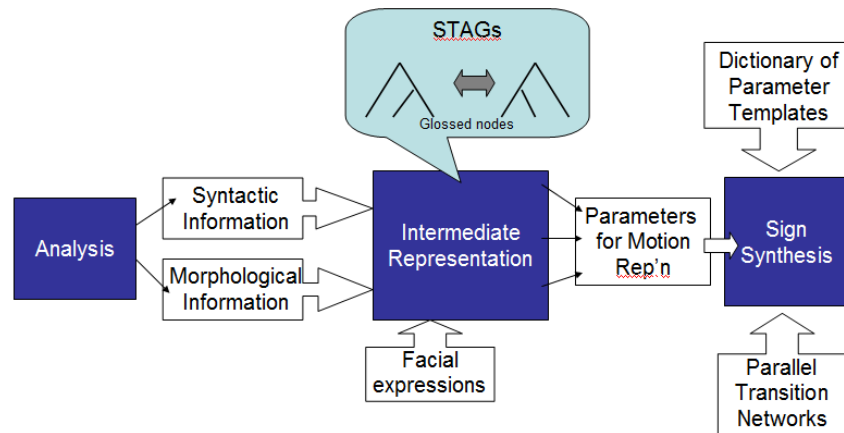 STAGs
Glossed nodes
Dictionary of
Parameter
Templates
Analysis
Syntactic
Information
Morphological
Information
Intermediate
Representation
Facial
expressions
Parameters
for Motion
Rep'n
Sign
Synthesis
Parallel
Transition
Networks